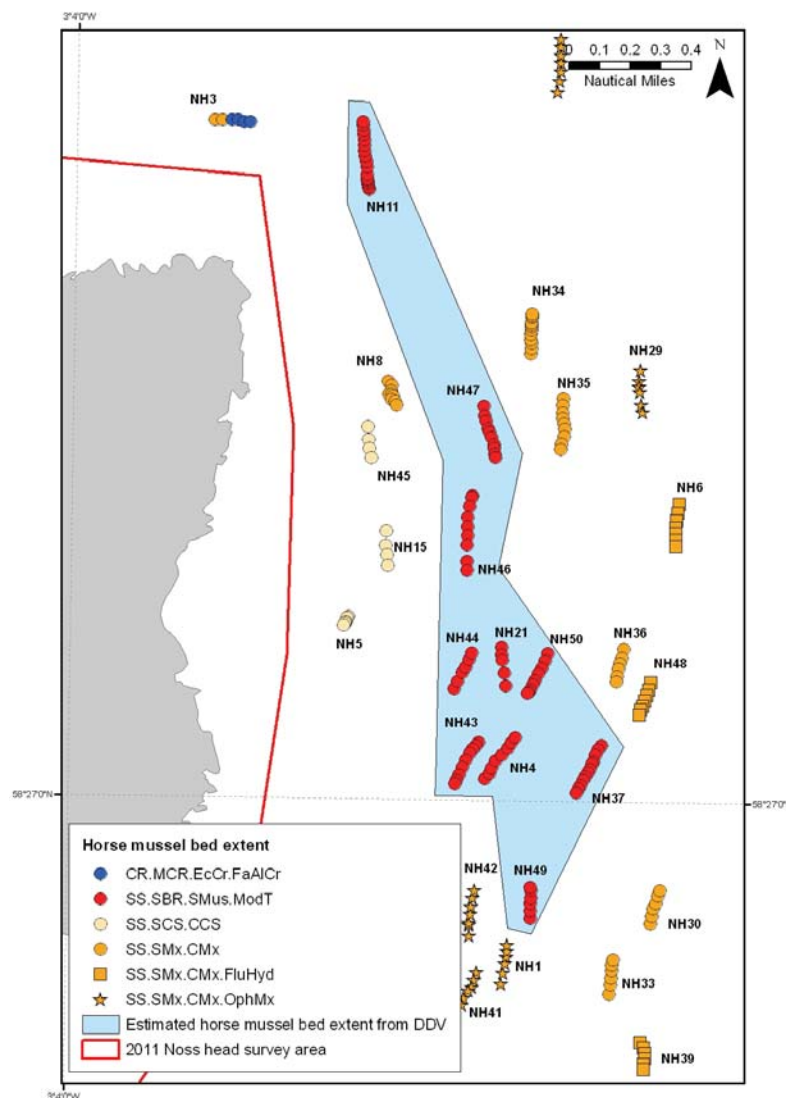 3°4'0"W
N
0 0.1 0.2 0.3 0.4
Nautical Miles
NH3
NH11
NH34
NH29
NH8
NH35
NH47
NH45
NH6
NH15
NH46
NH5
NH44
NH21
NH50
NH36
NH48
NH43
NH4
NH37
58°27'0"N
58°27'0"N
Horse mussel bed extent
CR.MCR.EcCr.FaAlCr
SS.SBR.SMus.ModT
SS.SCS.CCS
SS.SMx.CMx
SS.SMx.CMx.FluHyd
SS.SMx.CMx.OphMx
Estimated horse mussel bed extent from DDV
2011 Noss head survey area
NH42
NH49
NH30
NH1
NH33
NH41
NH39
3°4'0"W